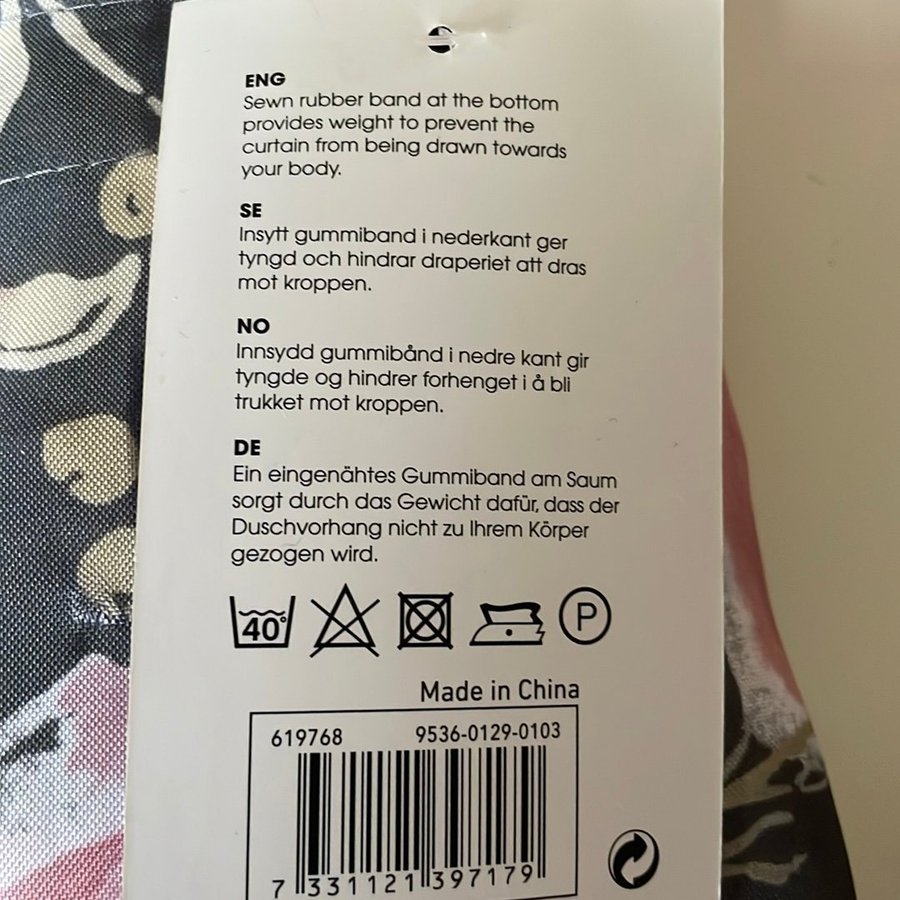 ENG
Sewn rubber band at the bottom
provides weight to prevent the
curtain from being drawn towards
your body.
SE
Insytt gummiband i nederkant ger
tyngd och hindrar draperiet att dras
mot kroppen.
NO
Innsydd gummibånd i nedre kant gir
tyngde og hindrer forhenget i å bli
trukket mot kroppen.
DE
Ein eingenähtes Gummiband am Saum
sorgt durch das Gewicht dafür, dass der
Duschvorhang nicht zu Ihrem Körper
gezogen wird.
40° P
Made in China
619768 9536-0129-0103
7 331121 397179